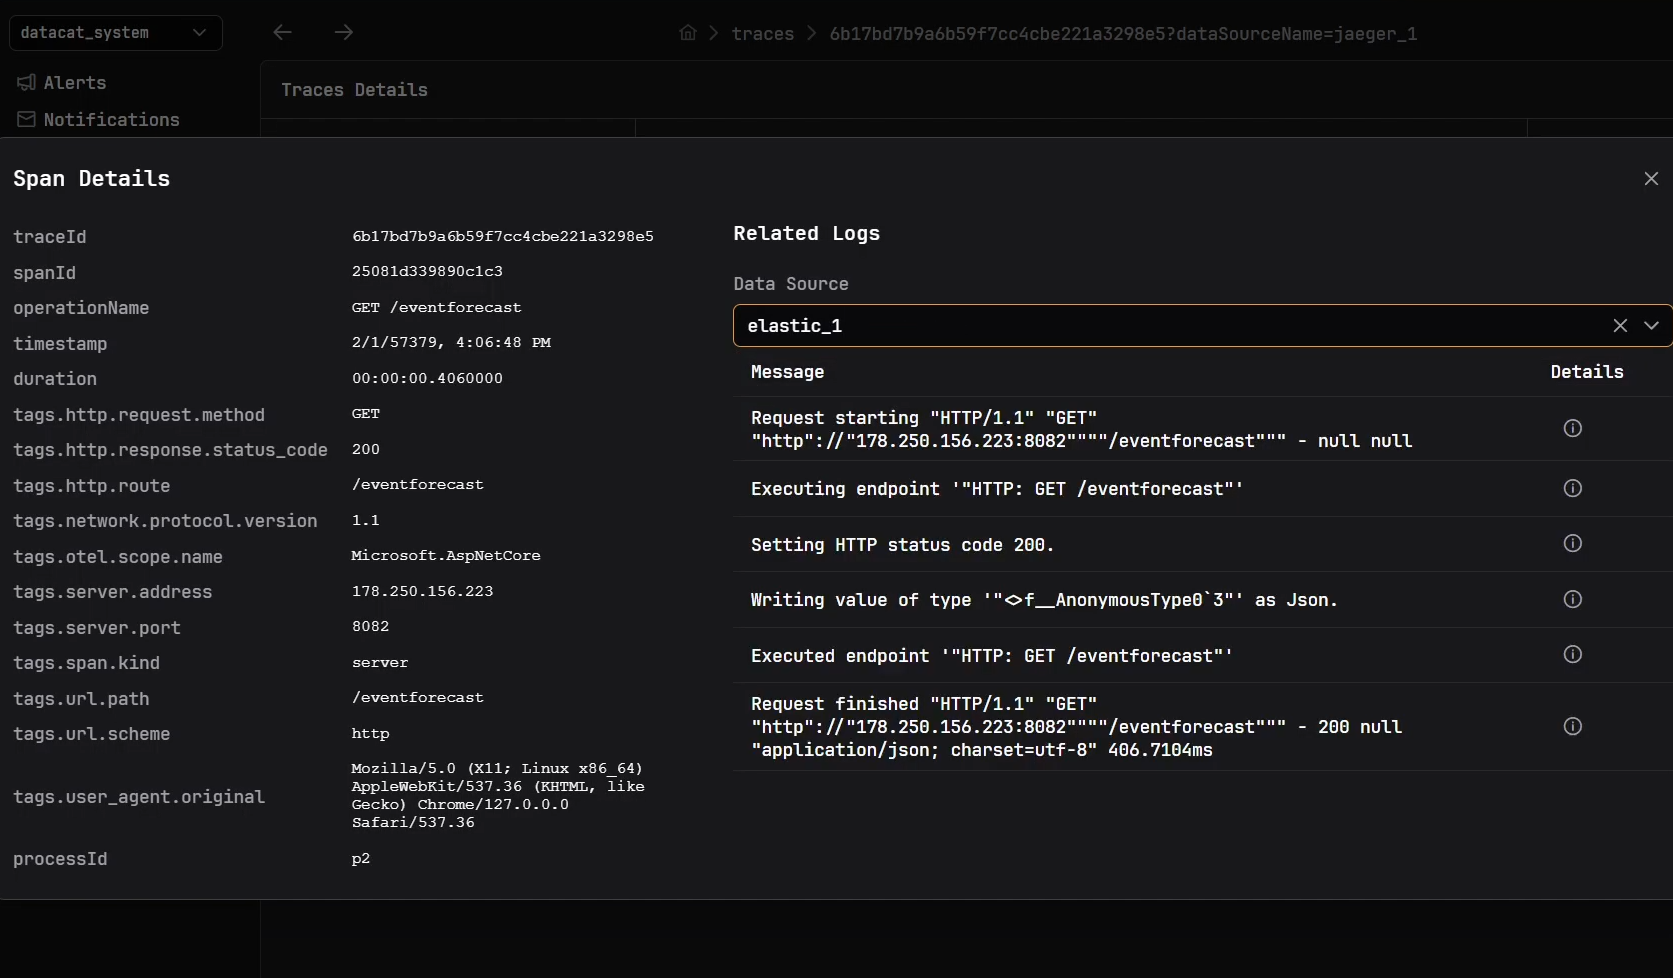 datacat_system
traces
6b17bd7b9a6b59f7cc4cbe221a3298e5?dataSourceName=jaeger_1
Alerts
Notifications
Traces Details
Span Details
traceId 6b17bd7b9a6b59f7cc4cbe221a3298e5
spanId 25081d339890c1c3
operationName GET /eventforecast
timestamp 2/1/57379, 4:06:48 PM
duration 00:00:00.4060000
tags.http.request.method GET
tags.http.response.status_code 200
tags.http.route /eventforecast
tags.network.protocol.version 1.1
tags.otel.scope.name Microsoft.AspNetCore
tags.server.address 178.250.156.223
tags.server.port 8082
tags.span.kind server
tags.url.path /eventforecast
tags.url.scheme http
tags.user_agent.original Mozilla/5.0 (X11; Linux x86_64)
AppleWebKit/537.36 (KHTML, like
Gecko) Chrome/127.0.0.0
Safari/537.36
processId p2
Related Logs
Data Source
elastic_1
Message Details
Request starting "HTTP/1.1" "GET"
"http"://"178.250.156.223:8082""""/eventforecast""" - null null
Executing endpoint '"HTTP: GET /eventforecast"'
Setting HTTP status code 200.
Writing value of type '"<>f__AnonymousType0`3"' as Json.
Executed endpoint '"HTTP: GET /eventforecast"'
Request finished "HTTP/1.1" "GET"
"http"://"178.250.156.223:8082""""/eventforecast""" - 200 null
"application/json; charset=utf-8" 406.7104ms